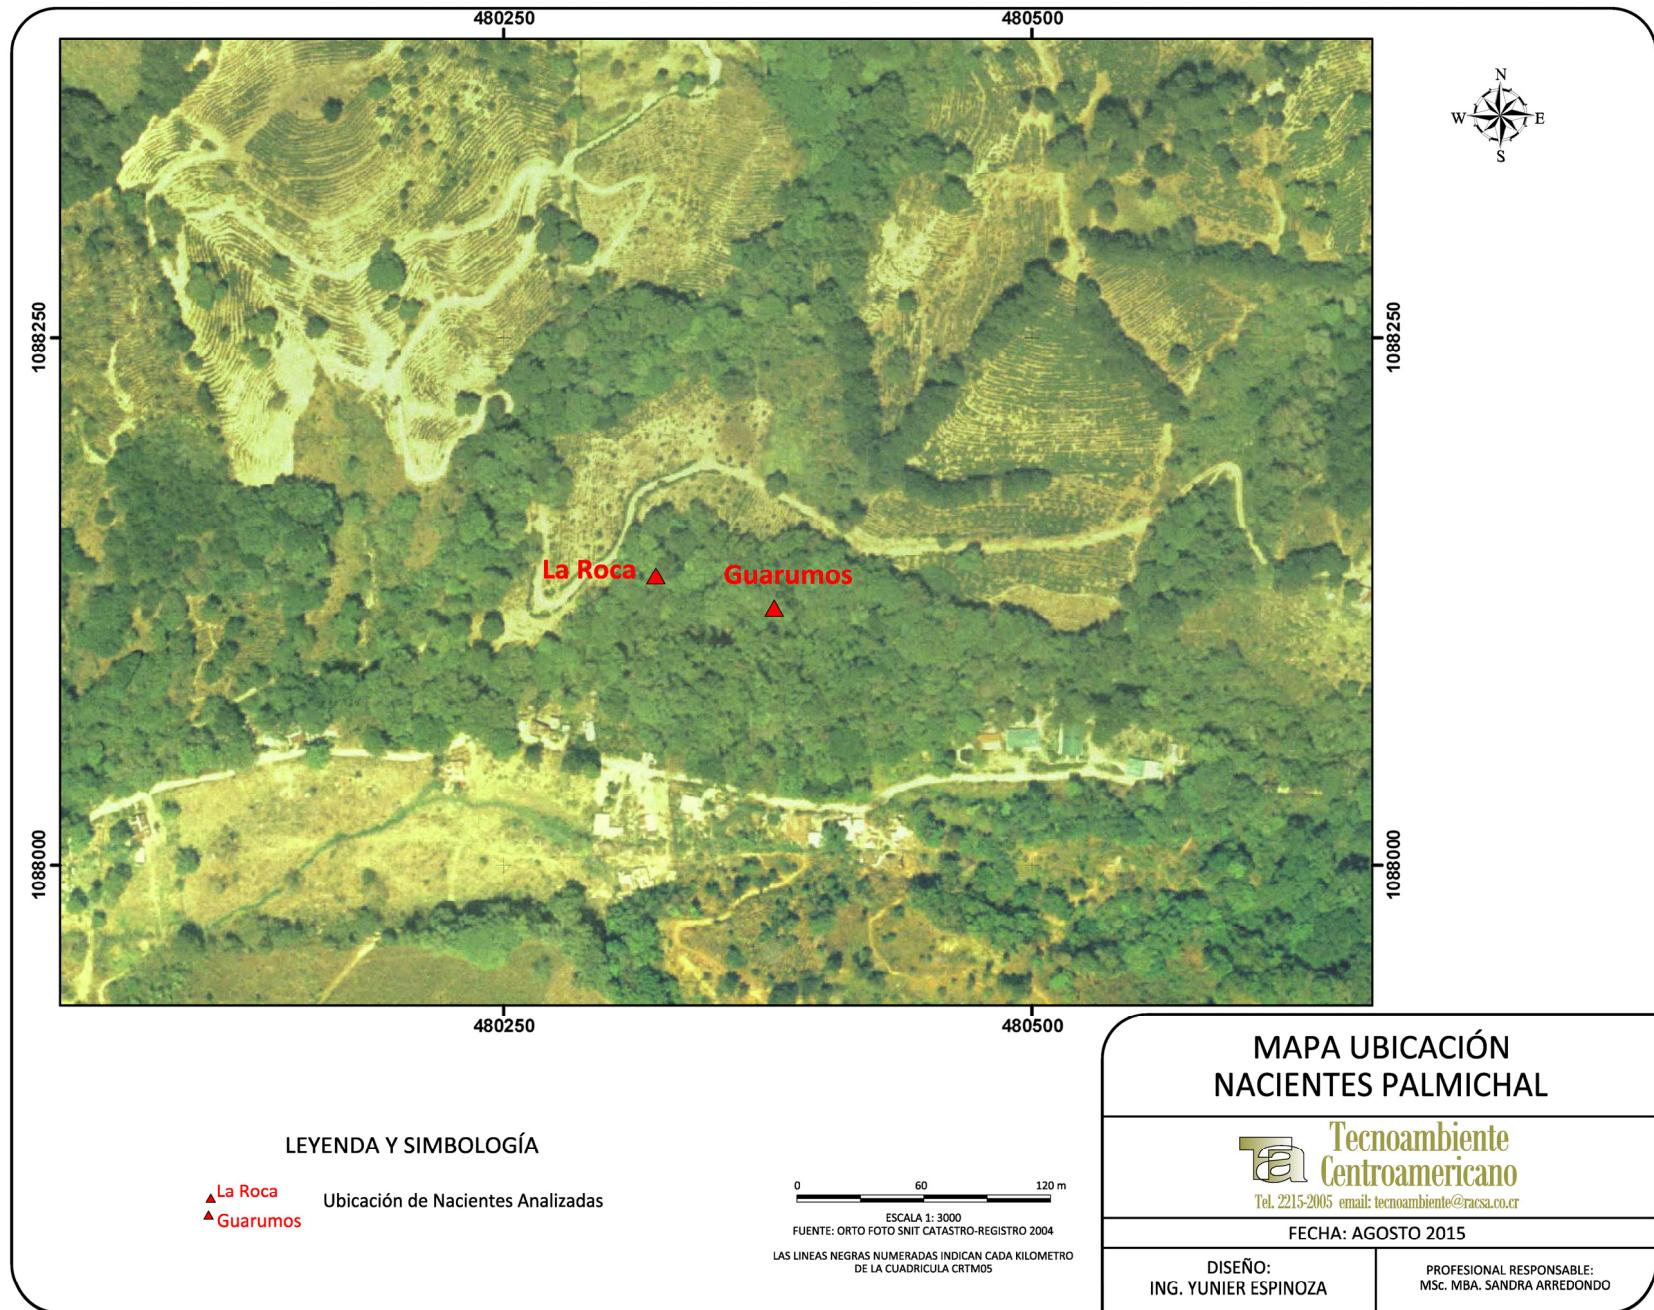 480250
480500
N
W
E
S
1088250
1088250
La Roca
Guarumos
1088000
1088000
480250
480500
MAPA UBICACIÓN
NACIENTES PALMICHAL
Ta
Tecnoambiente
Centroamericano
Tel. 2215-2005 email: tecnoambiente@racsa.co.cr
FECHA: AGOSTO 2015
DISEÑO:
ING. YUNIER ESPINOZA
PROFESIONAL RESPONSABLE:
MSc. MBA. SANDRA ARREDONDO
LEYENDA Y SIMBOLOGÍA
La Roca
Guarumos
Ubicación de Nacientes Analizadas
0 60 120 m
ESCALA 1: 3000
FUENTE: ORTO FOTO SNIT CATASTRO-REGISTRO 2004
LAS LINEAS NEGRAS NUMERADAS INDICAN CADA KILOMETRO
DE LA CUADRICULA CRTM05